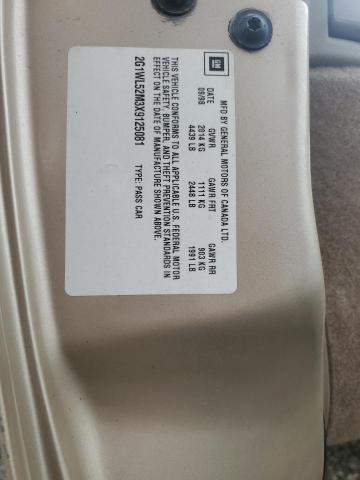 GM
MFD BY GENERAL MOTORS OF CANADA LTD.
DATE GVWR GAWR FRT GAWR RR
09/98 2014 KG 1111 KG 903 KG
4439 LB 2448 LB 1991 LB
THIS VEHICLE CONFORMS TO ALL APPLICABLE U.S. FEDERAL MOTOR
VEHICLE SAFETY, BUMPER, AND THEFT PREVENTION STANDARDS IN
EFFECT ON THE DATE OF MANUFACTURE SHOWN ABOVE.
2G1WL52M3X9125081 TYPE: PASS CAR